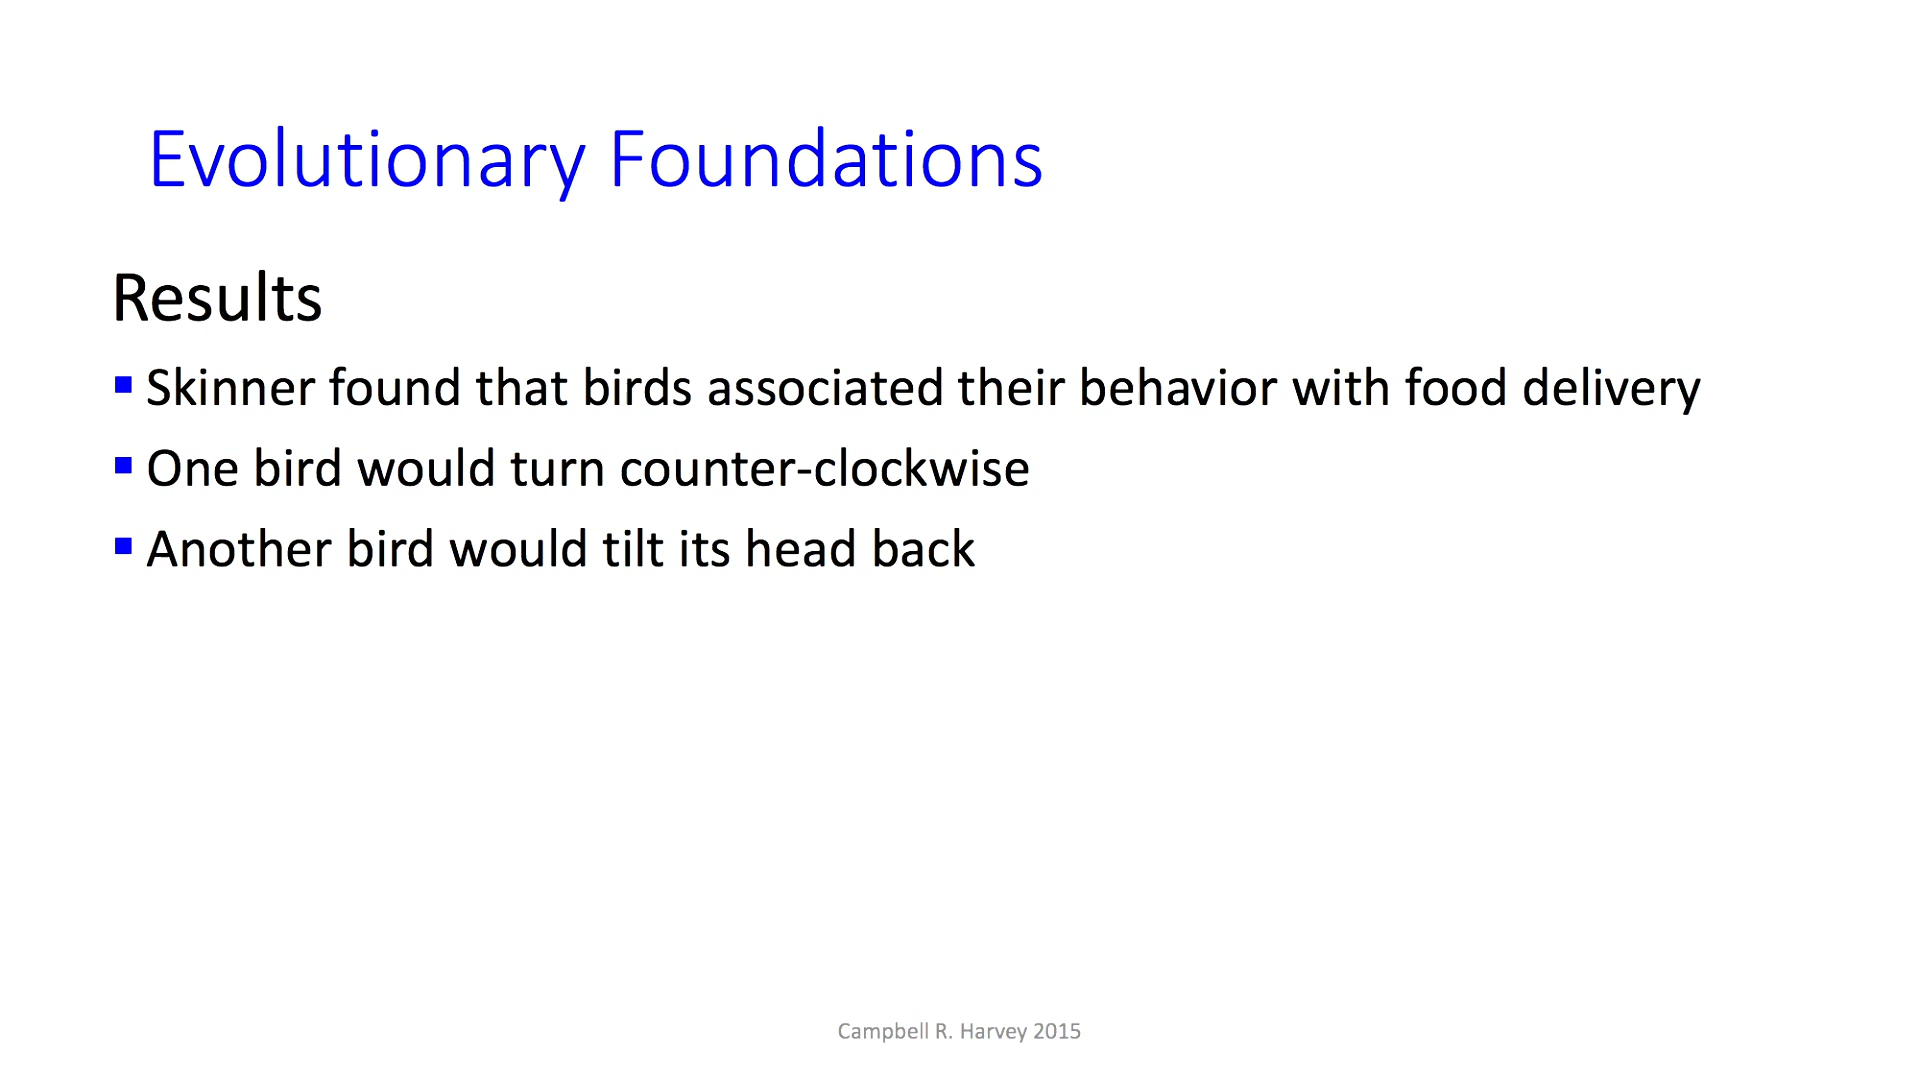 Evolutionary Foundations
Results
▪ Skinner found that birds associated their behavior with food delivery
▪ One bird would turn counter-clockwise
▪ Another bird would tilt its head back
Campbell R. Harvey 2015